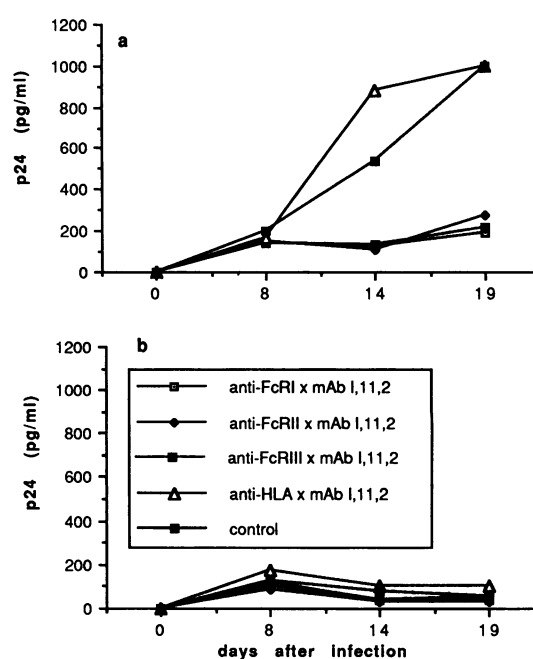 a
1200
1000
800
600
400
200
0
p24 (pg/ml)
0 8 14 19
b
1200
1000
800
600
400
200
0
p24 (pg/ml)
anti-FcRI x mAb I,11,2
anti-FcRII x mAb I,11,2
anti-FcRIII x mAb I,11,2
anti-HLA x mAb I,11,2
control
0 8 14 19
days after infection